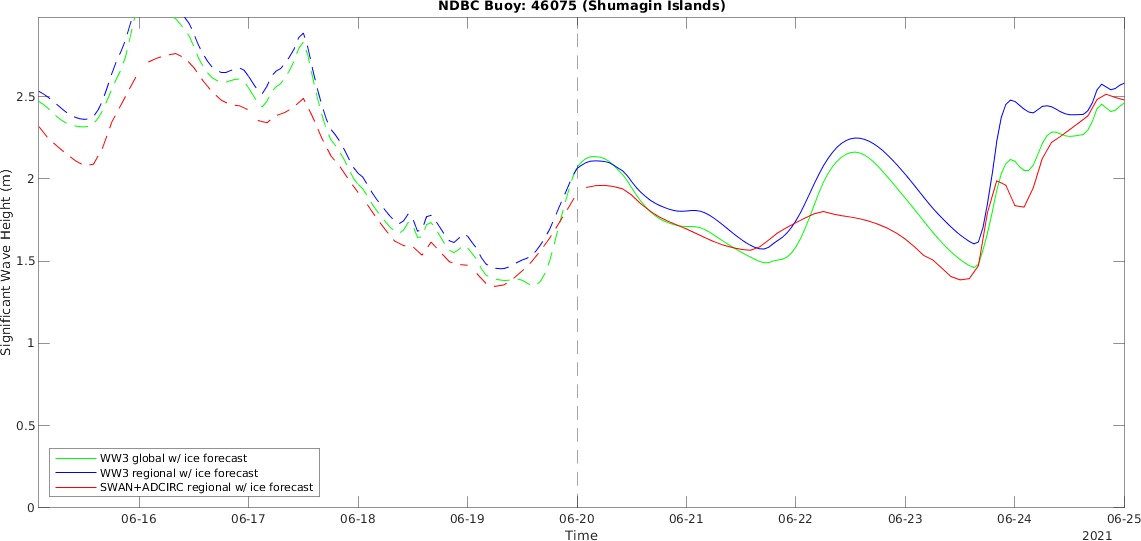 NDBC Buoy: 46075 (Shumagin Islands)
Significant Wave Height (m)
2.5
2
1.5
1
0.5
0
WW3 global w/ ice forecast
WW3 regional w/ ice forecast
SWAN+ADCIRC regional w/ ice forecast
06-16 06-17 06-18 06-19 06-20 06-21 06-22 06-23 06-24 06-25
Time
2021